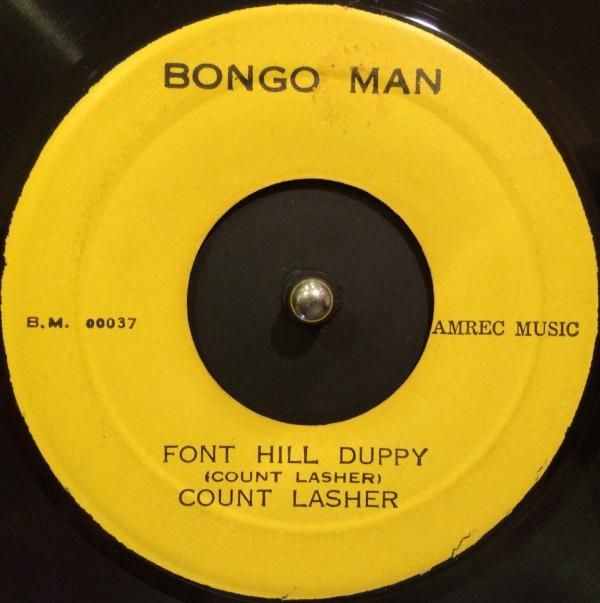 BONGO MAN
B.M. 00037
AMREC MUSIC
FONT HILL DUPPY
(COUNT LASHER)
COUNT LASHER